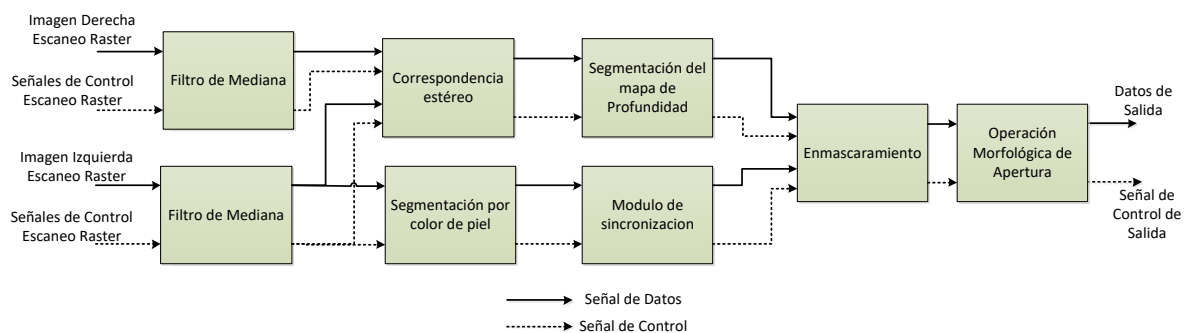 Imagen Derecha
Escaneo Raster
Señales de Control
Escaneo Raster
Filtro de Mediana
Correspondencia
estéreo
Segmentación del
mapa de
Profundidad
Imagen Izquierda
Escaneo Raster
Señales de Control
Escaneo Raster
Filtro de Mediana
Segmentación por
color de piel
Modulo de
sincronizacion
Enmascaramiento
Operación
Morfológica de
Apertura
Datos de
Salida
Señal de
Control de
Salida
Señal de Datos
Señal de Control